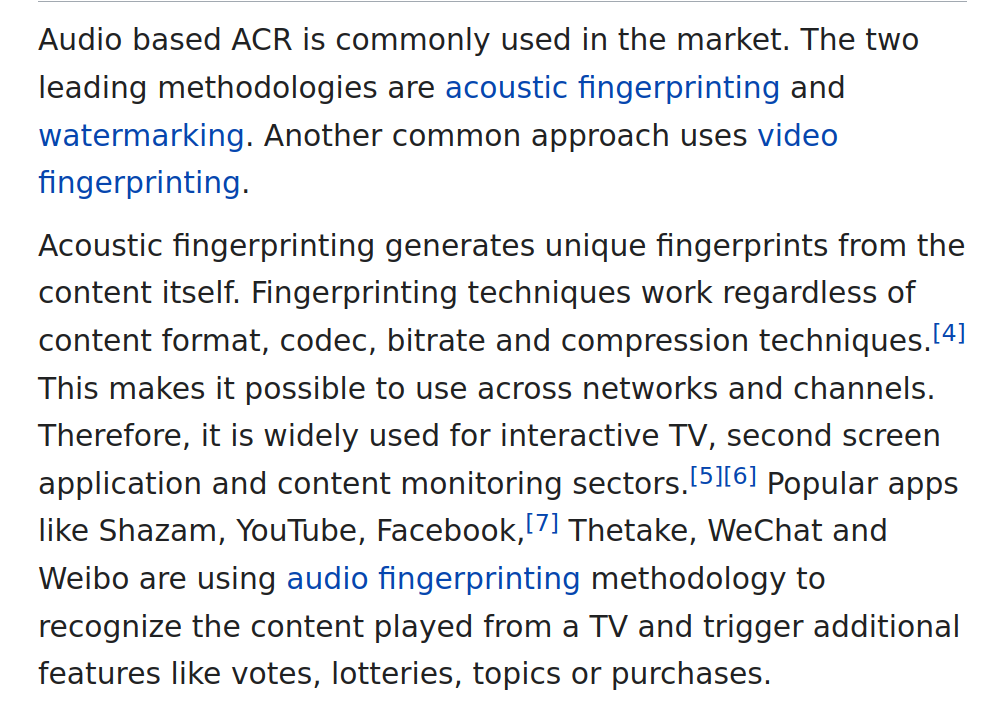 Audio based ACR is commonly used in the market. The two
leading methodologies are acoustic fingerprinting and
watermarking. Another common approach uses video
fingerprinting.
Acoustic fingerprinting generates unique fingerprints from the
content itself. Fingerprinting techniques work regardless of
content format, codec, bitrate and compression techniques.[4]
This makes it possible to use across networks and channels.
Therefore, it is widely used for interactive TV, second screen
application and content monitoring sectors.[5][6] Popular apps
like Shazam, YouTube, Facebook,[7] Thetake, WeChat and
Weibo are using audio fingerprinting methodology to
recognize the content played from a TV and trigger additional
features like votes, lotteries, topics or purchases.